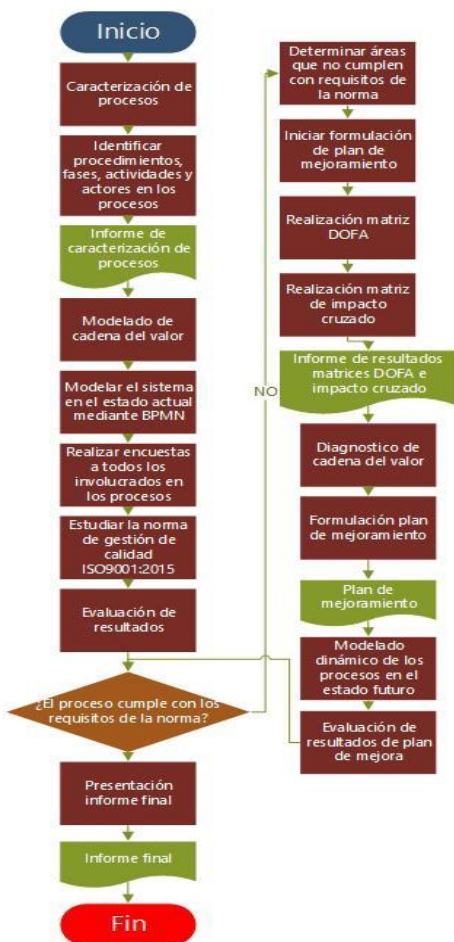 Inicio
Caracterización de
procesos
Identificar
procedimientos,
fases, actividades y
actores en los
procesos
Informe de
caracterización de
procesos
Modelado de
cadena del valor
Modelar el sistema
en el estado actual
mediante BPMN
Realizar encuestas
a todos los
involucrados en
los procesos
Estudiar la norma
de gestión de
calidad
ISO9001:2015
Evaluación de
resultados
¿El proceso cumple con los
requisitos de la norma?
Presentación
informe final
Informe final
Fin
NO
Determinar áreas
que no cumplen
con requisitos de
la norma
Iniciar formulación
de plan de
mejoramiento
Realización matriz
DOFA
Realización matriz
de impacto
cruzado
Informe de resultados
matrices DOFA e
impacto cruzado
Diagnostico de
cadena del valor
Formulación plan
de mejoramiento
Plan de
mejoramiento
Modelado
dinámico de los
procesos en el
estado futuro
Evaluación de
resultados de plan
de mejora